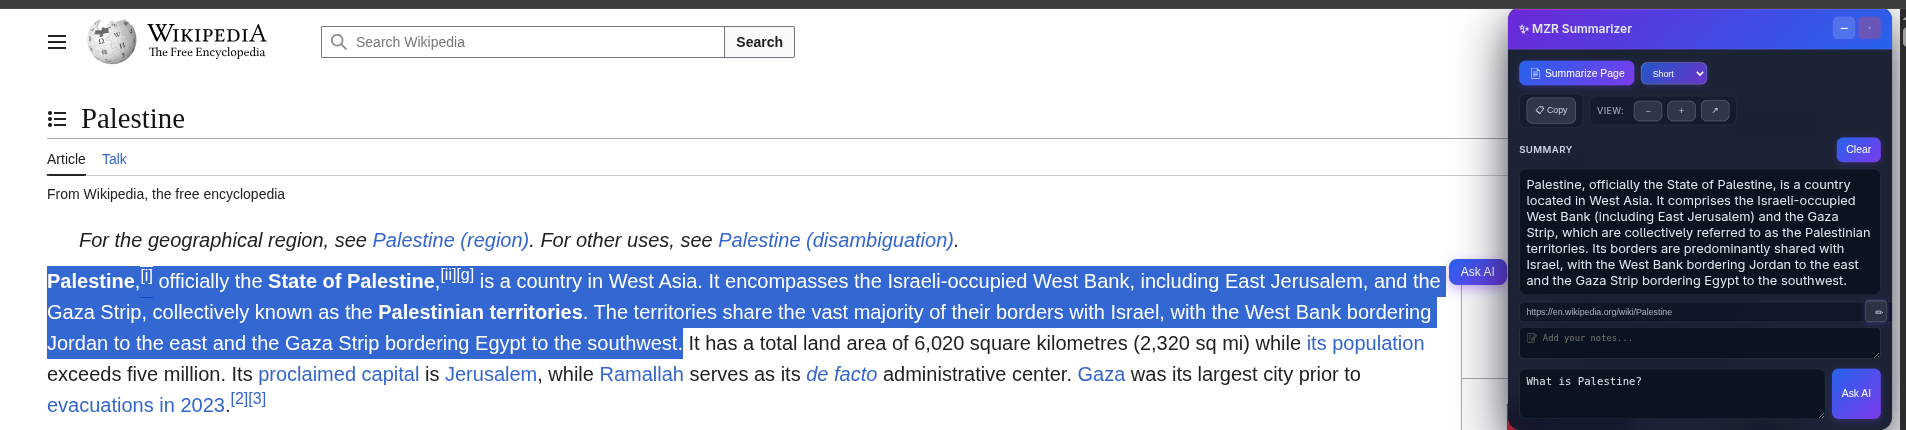 WIKIPEDIA
The Free Encyclopedia
Search Wikipedia
Search
Palestine
Article Talk
From Wikipedia, the free encyclopedia
For the geographical region, see Palestine (region). For other uses, see Palestine (disambiguation).
Palestine,[i] officially the State of Palestine,[ii][g] is a country in West Asia. It encompasses the Israeli-occupied West Bank, including East Jerusalem, and the
Gaza Strip, collectively known as the Palestinian territories. The territories share the vast majority of their borders with Israel, with the West Bank bordering
Jordan to the east and the Gaza Strip bordering Egypt to the southwest. It has a total land area of 6,020 square kilometres (2,320 sq mi) while its population
exceeds five million. Its proclaimed capital is Jerusalem, while Ramallah serves as its de facto administrative center. Gaza was its largest city prior to
evacuations in 2023.[2][3]
Ask AI
✨ MZR Summarizer
Summarize Page Short
Copy VIEW: − + ↗
SUMMARY Clear
Palestine, officially the State of Palestine, is a country
located in West Asia. It comprises the Israeli-occupied
West Bank (including East Jerusalem) and the Gaza
Strip, which are collectively referred to as the Palestinian
territories. Its borders are predominantly shared with
Israel, with the West Bank bordering Jordan to the east
and the Gaza Strip bordering Egypt to the southwest.
https://en.wikipedia.org/wiki/Palestine
Add your notes...
What is Palestine?
Ask AI